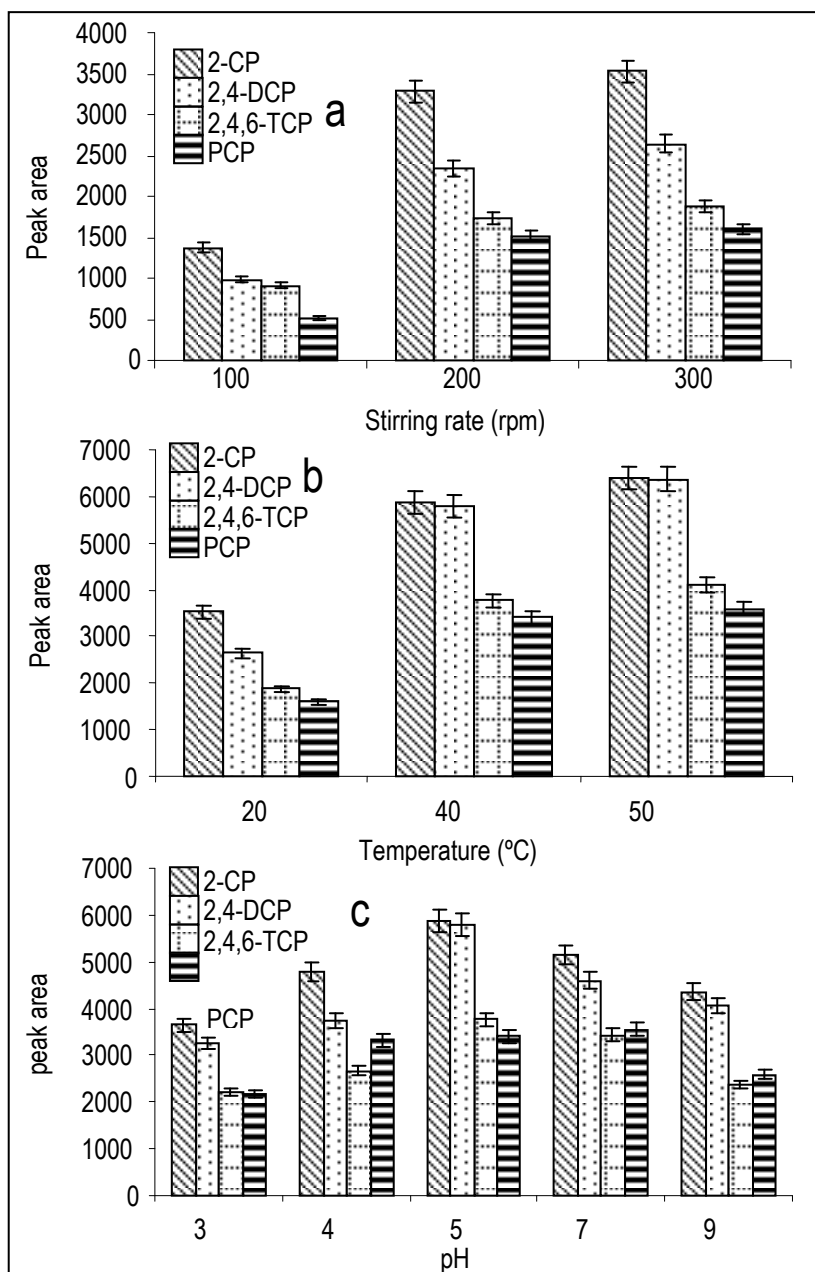 4000
3500
3000
2500
2000
1500
1000
500
0
Peak area
2-CP
2,4-DCP
2,4,6-TCP
PCP
a
100 200 300
Stirring rate (rpm)
7000
6000
5000
4000
3000
2000
1000
0
Peak area
2-CP
2,4-DCP
2,4,6-TCP
PCP
b
20 40 50
Temperature (ºC)
7000
6000
5000
4000
3000
2000
1000
0
peak area
2-CP
2,4-DCP
2,4,6-TCP
PCP
c
3 4 5 7 9
pH